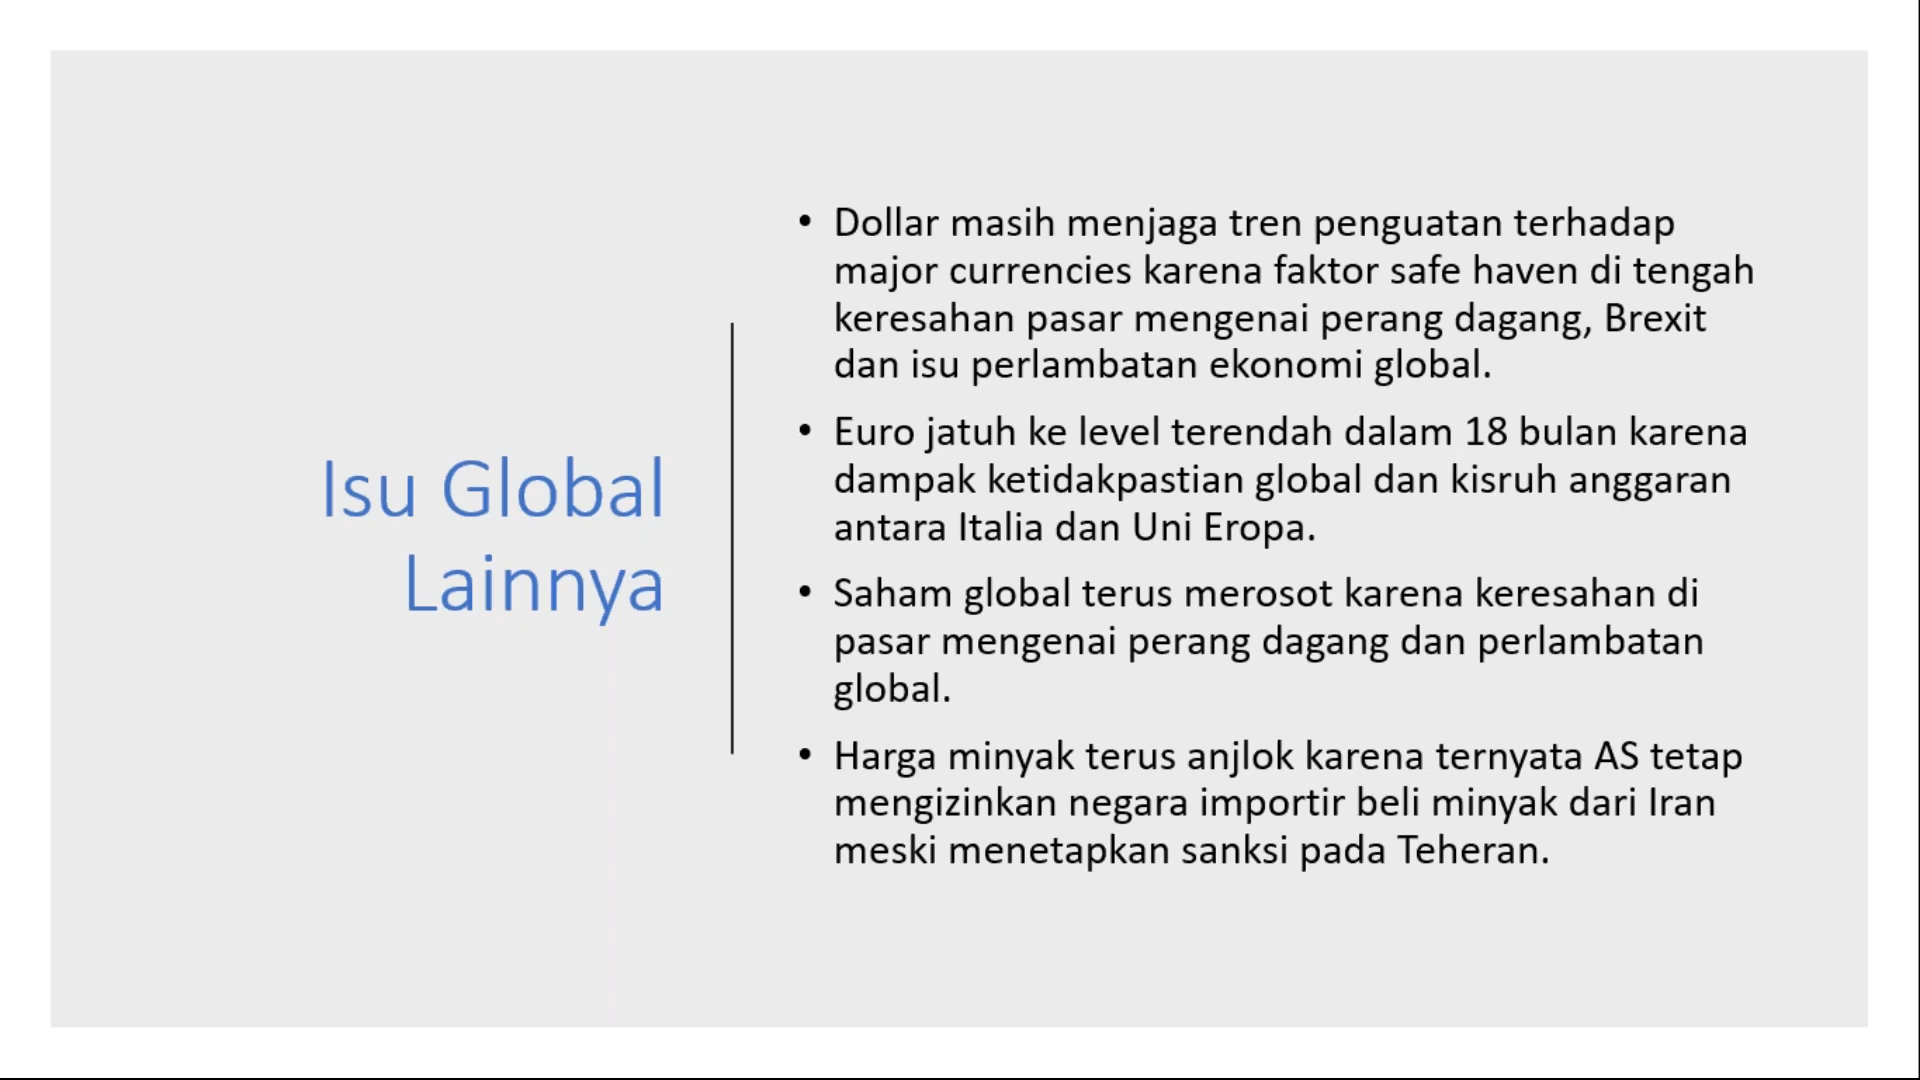 Isu Global
Lainnya
• Dollar masih menjaga tren penguatan terhadap
major currencies karena faktor safe haven di tengah
keresahan pasar mengenai perang dagang, Brexit
dan isu perlambatan ekonomi global.
• Euro jatuh ke level terendah dalam 18 bulan karena
dampak ketidakpastian global dan kisruh anggaran
antara Italia dan Uni Eropa.
• Saham global terus merosot karena keresahan di
pasar mengenai perang dagang dan perlambatan
global.
• Harga minyak terus anjlok karena ternyata AS tetap
mengizinkan negara importir beli minyak dari Iran
meski menetapkan sanksi pada Teheran.